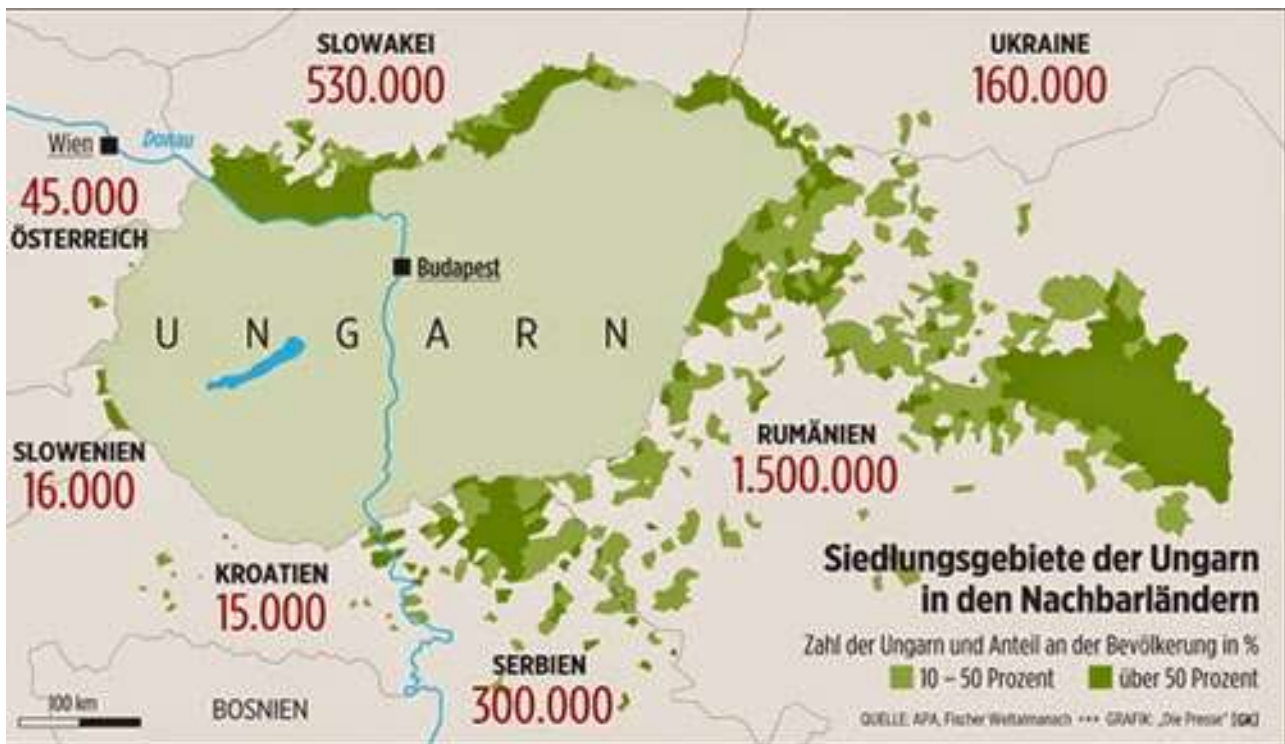 SLOWAKEI
530.000
UKRAINE
160.000
Wien
Donau
45.000
ÖSTERREICH
Budapest
UNGARN
SLOWENIEN
16.000
RUMÄNIEN
1.500.000
KROATIEN
15.000
SERBIEN
300.000
BOSNIEN
100 km
Siedlungsgebiete der Ungarn
in den Nachbarländern
Zahl der Ungarn und Anteil an der Bevölkerung in %
10 – 50 Prozent über 50 Prozent
QUELLE: APA, Fischer Weltalmanach ••• GRAFIK: „Die Presse“ [GK]